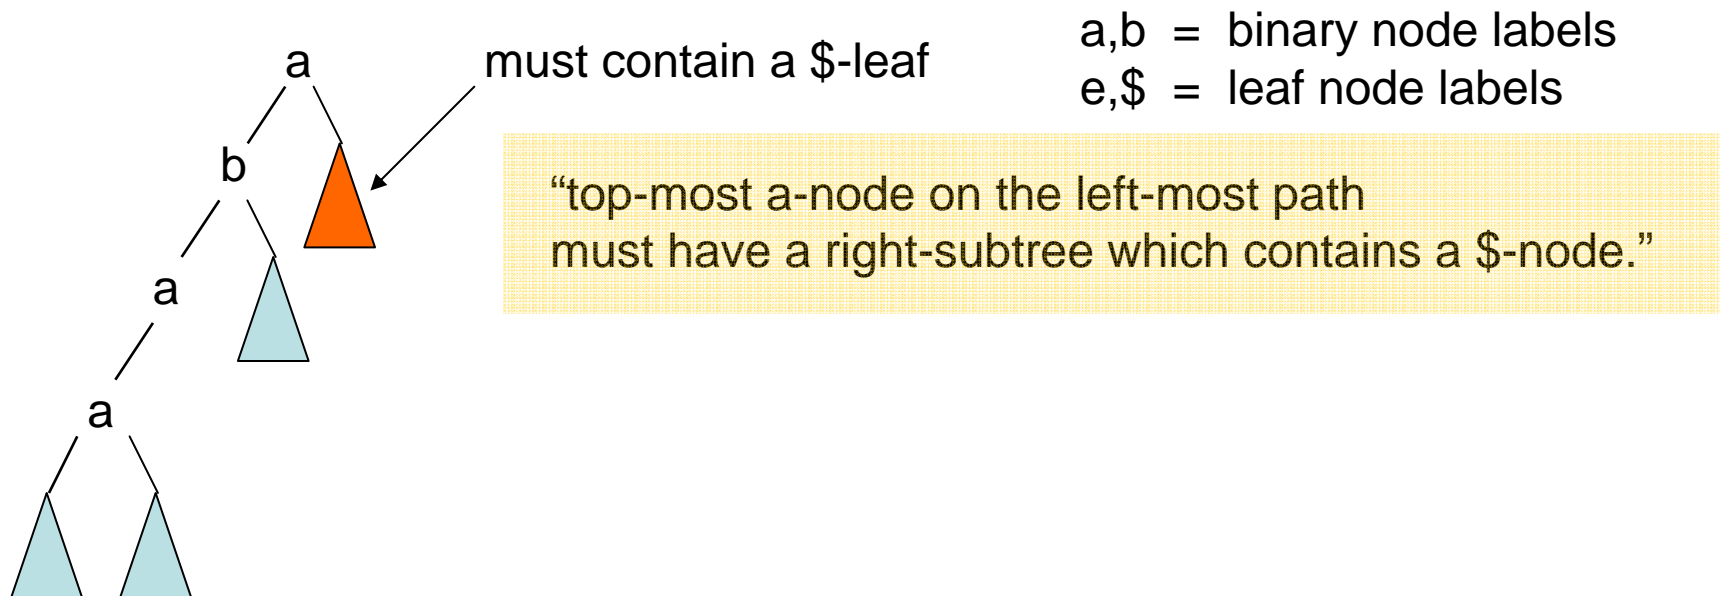 a
must contain a $-leaf
a,b = binary node labels
e,$ = leaf node labels
b
“top-most a-node on the left-most path
must have a right-subtree which contains a $-node.”
a
a